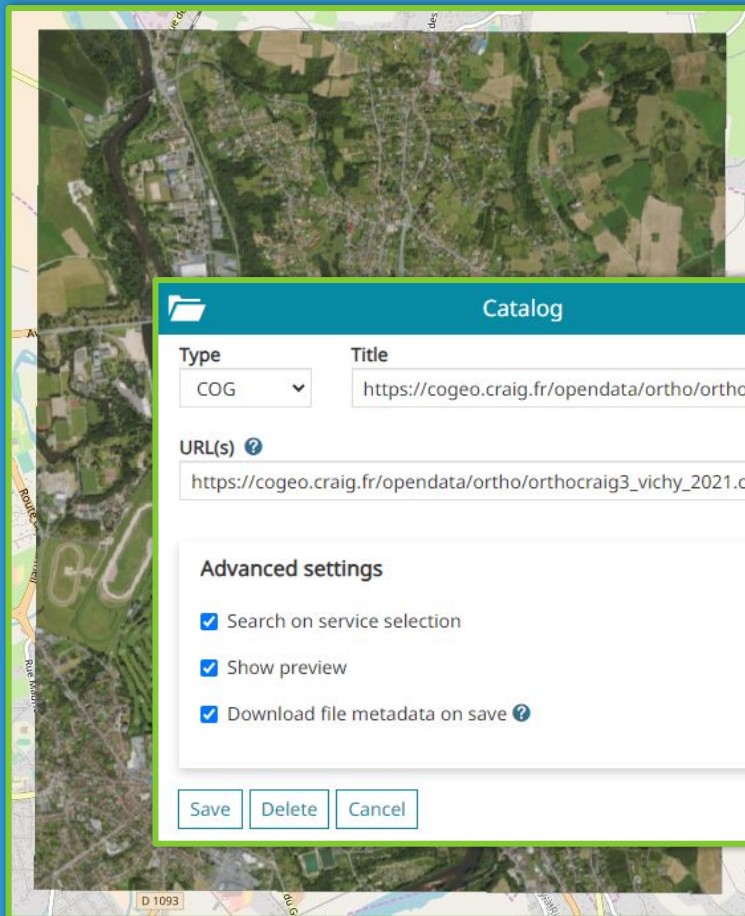 Catalog
Type Title
COG https://cogeo.craig.fr/opendata/ortho/ortho
URL(s)
https://cogeo.craig.fr/opendata/ortho/orthocraig3_vichy_2021.c
Advanced settings
Search on service selection
Show preview
Download file metadata on save
Save Delete Cancel
D 1093